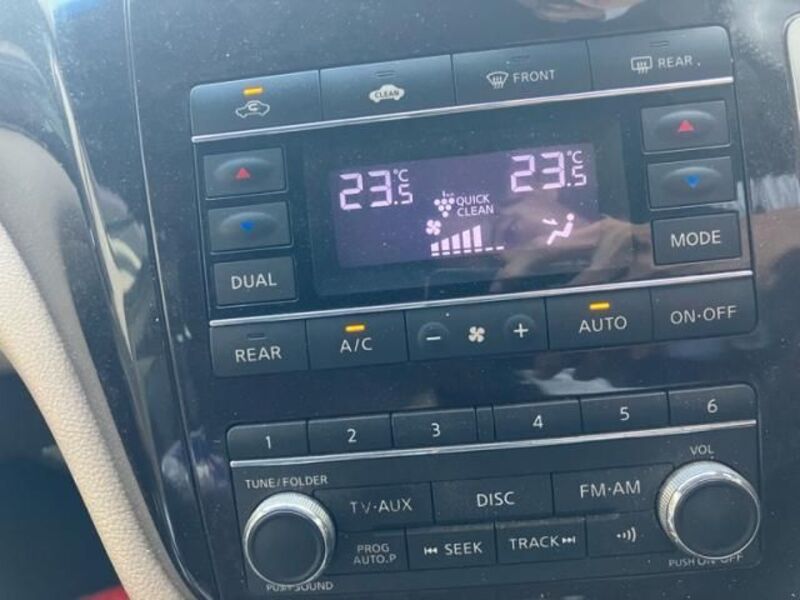 CLEAN
FRONT
REAR
23.5°C
23.5°C
QUICK
CLEAN
DUAL
MODE
REAR
A/C
− +
AUTO
ON·OFF
1 2 3 4 5 6
TUNE/FOLDER
VOL
TV·AUX
DISC
FM·AM
PROG
AUTO.P
SEEK
TRACK
PUSH SOUND
PUSH ON·OFF